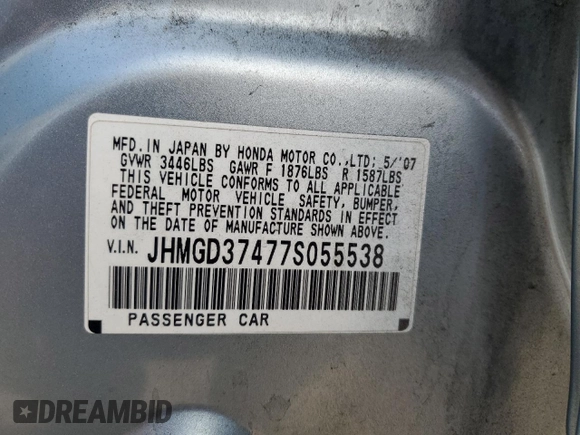 MFD.IN JAPAN BY HONDA MOTOR CO.,LTD: 5/'07
GVWR 3446LBS GAWR F 1876LBS R 1587LBS
THIS VEHICLE CONFORMS TO ALL APPLICABLE
FEDERAL MOTOR VEHICLE SAFETY, BUMPER,
AND THEFT PREVENTION STANDARDS IN EFFECT
ON THE DATE OF MANUFACTURE SHOWN ABOVE.
V.I.N. JHMGD37477S055538
PASSENGER CAR
DREAMBID